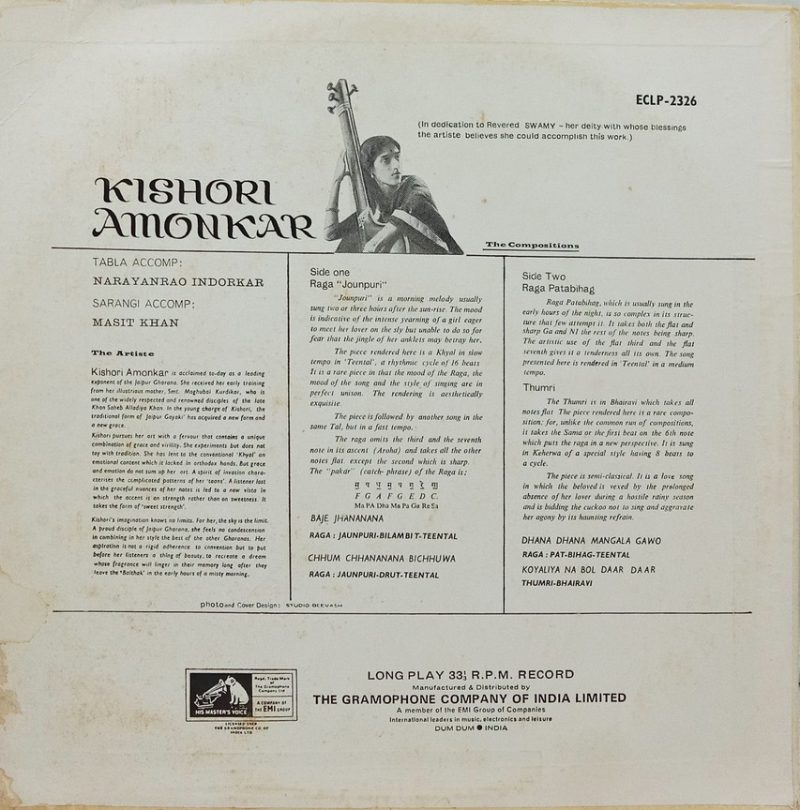 ECLP-2326
(In dedication to Revered SWAMY - her deity with whose blessings
the artiste believes she could accomplish this work.)
KISHORI
AMONKAR
The Compositions
TABLA ACCOMP:
NARAYANRAO INDORKAR
SARANGI ACCOMP:
MASIT KHAN
The Artiste
Kishori Amonkar is acclaimed to-day as a leading
exponent of the Jaipur Gharana. She received her early training
from her illustrious mother, Smt. Moghubai Kurdikar, who is
one of the widely respected and renowned disciples of the late
Khan Saheb Alladiya Khan. In the young charge of Kishori, the
traditional form of Jaipur Gayaki has acquired a new form and
a new grace.
Kishori pursues her art with a fervour that contains a unique
combination of grace and virility. She experiments but does not
toy with tradition. She has lent to the conventional 'Khyal' an
emotional content which it lacked in orthodox hands. But grace
and emotion do not sum up her art. A spirit of invasion chara-
cterises the complicated patterns of her 'taans'. A listener lost
in the graceful nuances of her notes is led to a new vista in
which the accent is on strength rather than on sweetness. It
takes the form of 'sweet strength'.
Kishori's imagination knows no limits. For her, the sky is the limit.
A proud disciple of Jaipur Gharana, she feels no condescension
in combining in her style the best of the other Gharanas. Her
aspiration is not a rigid adherence to convention but to put
before her listeners a thing of beauty, to recreate a dream
whose fragrance will linger in their memory long after they
leave the 'Baithak' in the early hours of a misty morning.
Side one
Raga "Jounpuri"
"Jounpuri" is a morning melody usually
sung two or three hours after the sun-rise. The mood
is indicative of the intense yearning of a girl eager
to meet her lover on the sly but unable to do so for
fear that the jingle of her anklets may betray her.
The piece rendered here is a Khyal in slow
tempo in 'Teental', a rhythmic cycle of 16 beats
It is a rare piece in that the mood of the Raga, the
mood of the song and the style of singing are in
perfect unison. The rendering is aesthetically
exquisite.
The piece is followed by another song in the
same Tal, but in a fast tempo.
The raga omits the third and the seventh
note in its ascent (Aroha) and takes all the other
notes flat except the second which is sharp.
The "pakar" (catch- phrase) of the Raga is;
F G A F G E D C.
Ma PA Dha Ma Pa Ga Re Sa
BAJE JHANANANA
RAGA : JAUNPURI-BILAMBIT-TEENTAL
CHHUM CHHANANANA BICHHUWA
RAGA : JAUNPURI-DRUT-TEENTAL
Side Two
Raga Patabihag
Raga Patabihag, which is usually sung in the
early hours of the night, is so complex in its struc-
ture that few attempt it. It takes both the flat and
sharp Ga and NI the rest of the notes being sharp.
The artistic use of the flat third and the flat
seventh gives it a tenderness all its own. The song
presented here is rendered in 'Teental' in a medium
tempo.
Thumri
The Thumri is in Bhairavi which takes all
notes flat The piece rendered here is a rare compo-
sition; for, unlike the common run of compositions,
it takes the Sama or the first beat on the 6th note
which puts the raga in a new perspective. It is sung
in Keherwa of a special style having 8 beats to
a cycle.
The piece is semi-classical. It is a love song
in which the beloved is vexed by the prolonged
absence of her lover during a hostile rainy season
and is bidding the cuckoo not to sing and aggravate
her agony by its haunting refrain.
DHANA DHANA MANGALA GAWO
RAGA : PAT-BIHAG-TEENTAL
KOYALIYA NA BOL DAAR DAAR
THUMRI-BHAIRAVI
photo and Cover Design: STUDIO DEEVASH
HIS MASTER'S VOICE
Regd. Trade Mark
of The Gramophone
Company Ltd
A COMPANY OF
THE EMI GROUP
LICENSED USER
THE GRAMOPHONE CO. OF
INDIA LTD.
LONG PLAY 33⅓ R.P.M. RECORD
Manufactured & Distributed by
THE GRAMOPHONE COMPANY OF INDIA LIMITED
A member of the EMI Group of Companies
International leaders in music, electronics and leisure
DUM DUM ● INDIA